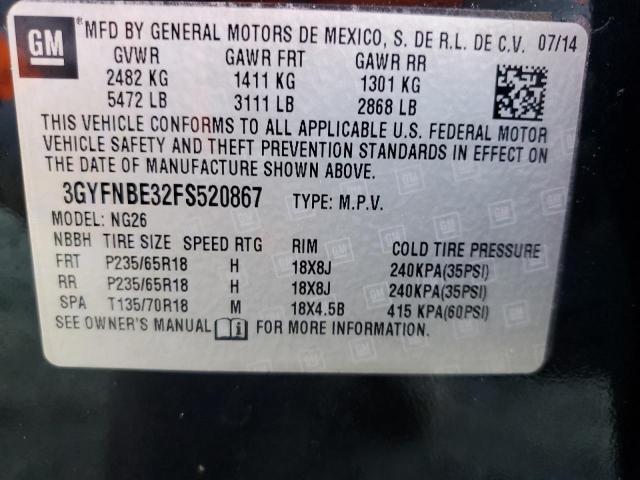 GM ® MFD BY GENERAL MOTORS DE MEXICO, S. DE R.L. DE C.V. 07/14
GVWR GAWR FRT GAWR RR
2482 KG 1411 KG 1301 KG
5472 LB 3111 LB 2868 LB
THIS VEHICLE CONFORMS TO ALL APPLICABLE U.S. FEDERAL MOTOR
VEHICLE SAFETY AND THEFT PREVENTION STANDARDS IN EFFECT ON
THE DATE OF MANUFACTURE SHOWN ABOVE.
3GYFNBE32FS520867 TYPE: M.P.V.
MODEL: NG26
NBBH TIRE SIZE SPEED RTG RIM COLD TIRE PRESSURE
FRT P235/65R18 H 18X8J 240KPA(35PSI)
RR P235/65R18 H 18X8J 240KPA(35PSI)
SPA T135/70R18 M 18X4.5B 415 KPA(60PSI)
SEE OWNER'S MANUAL FOR MORE INFORMATION.